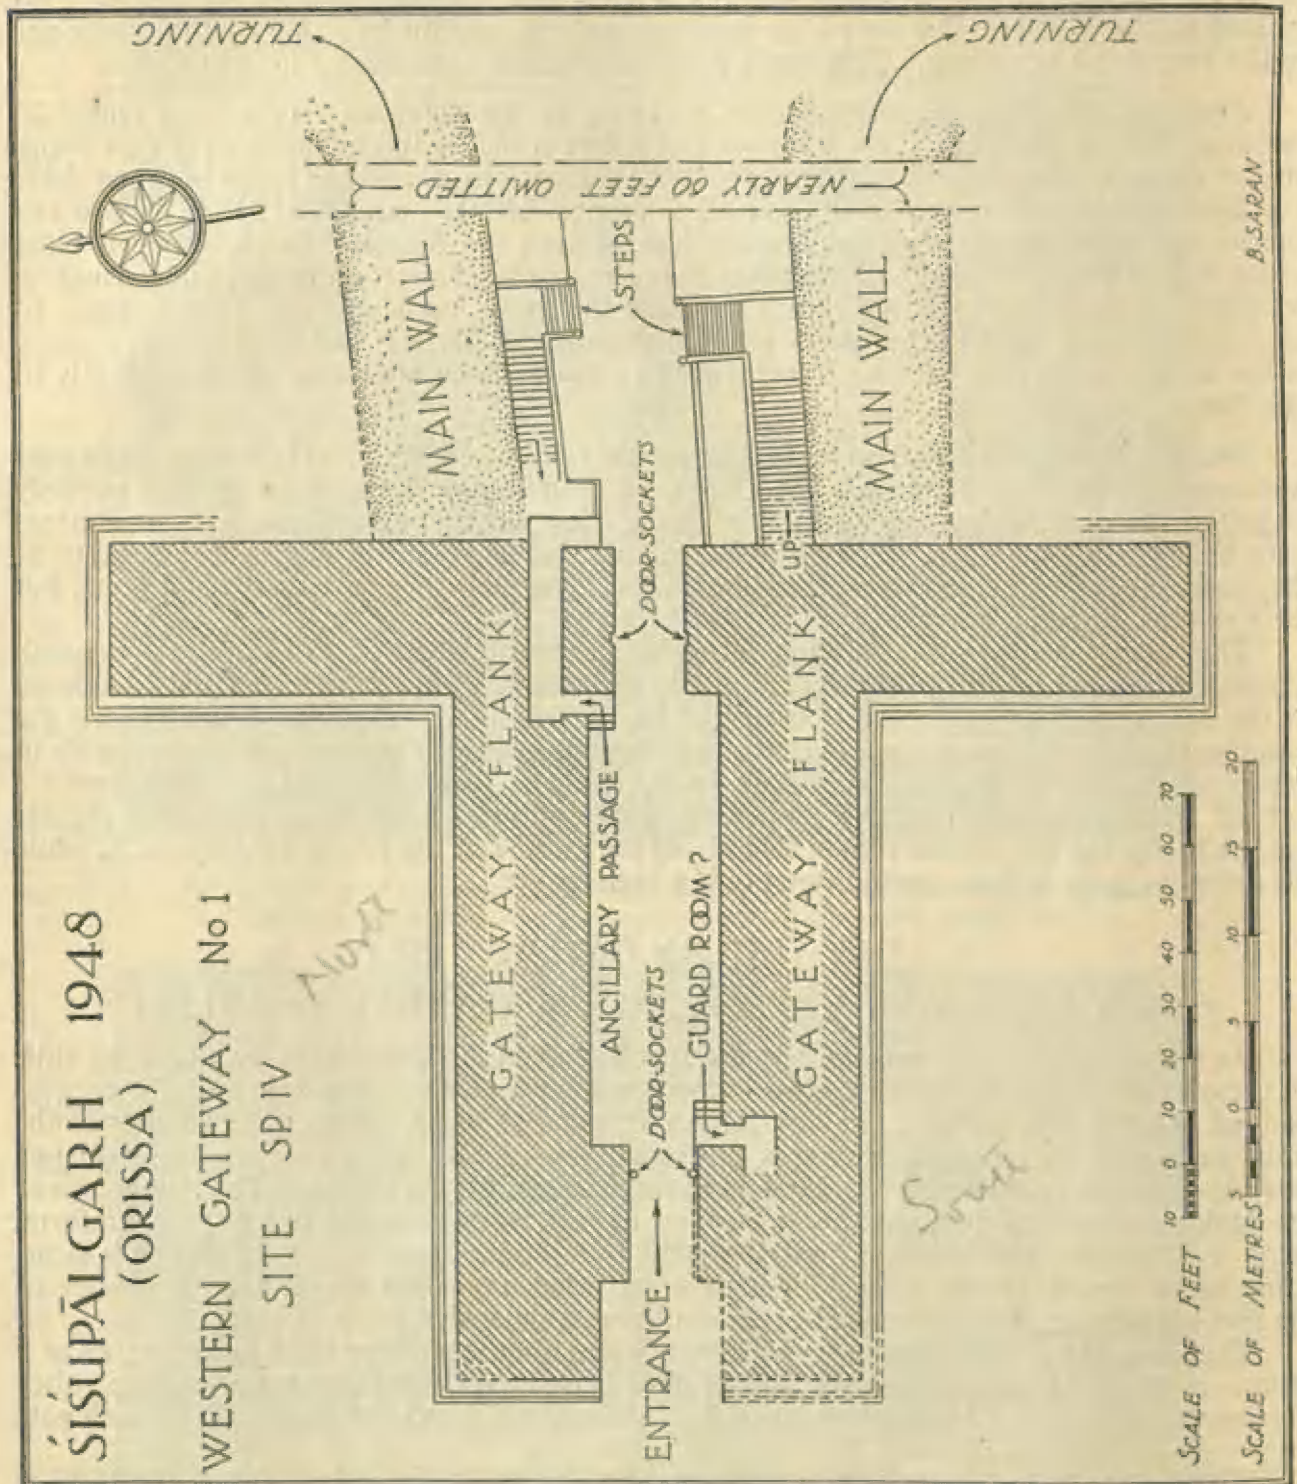 ŚIŚUPĀLGARH 1948
(ORISSA)
WESTERN GATEWAY No 1
SITE SP. IV
TURNING
TURNING
NEARLY 60 FEET OMITTED
MAIN WALL
MAIN WALL
STEPS
DOOR-SOCKETS
UP
GATEWAY FLANK
ANCILLARY PASSAGE
GUARD ROOM ?
DOOR-SOCKETS
GATEWAY FLANK
ENTRANCE
North
South
10 0 10 20 30 40 50 60 70
SCALE OF FEET
5 0 5 10 15 20
SCALE OF METRES
B. SARAN